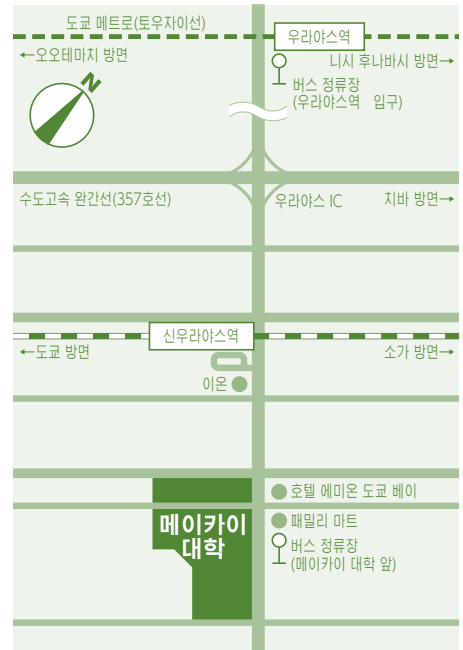 도쿄 메트로(토우자이선)
우라야스역
←오오테마치 방면
니시 후나바시 방면→
버스 정류장
(우라야스역 입구)
N
수도고속 완간선(357호선)
우라야스 IC
치바 방면→
신우라야스역
←도쿄 방면
소가 방면→
이온
호텔 에미온 도쿄 베이
메이카이
대학
패밀리 마트
버스 정류장
(메이카이 대학 앞)